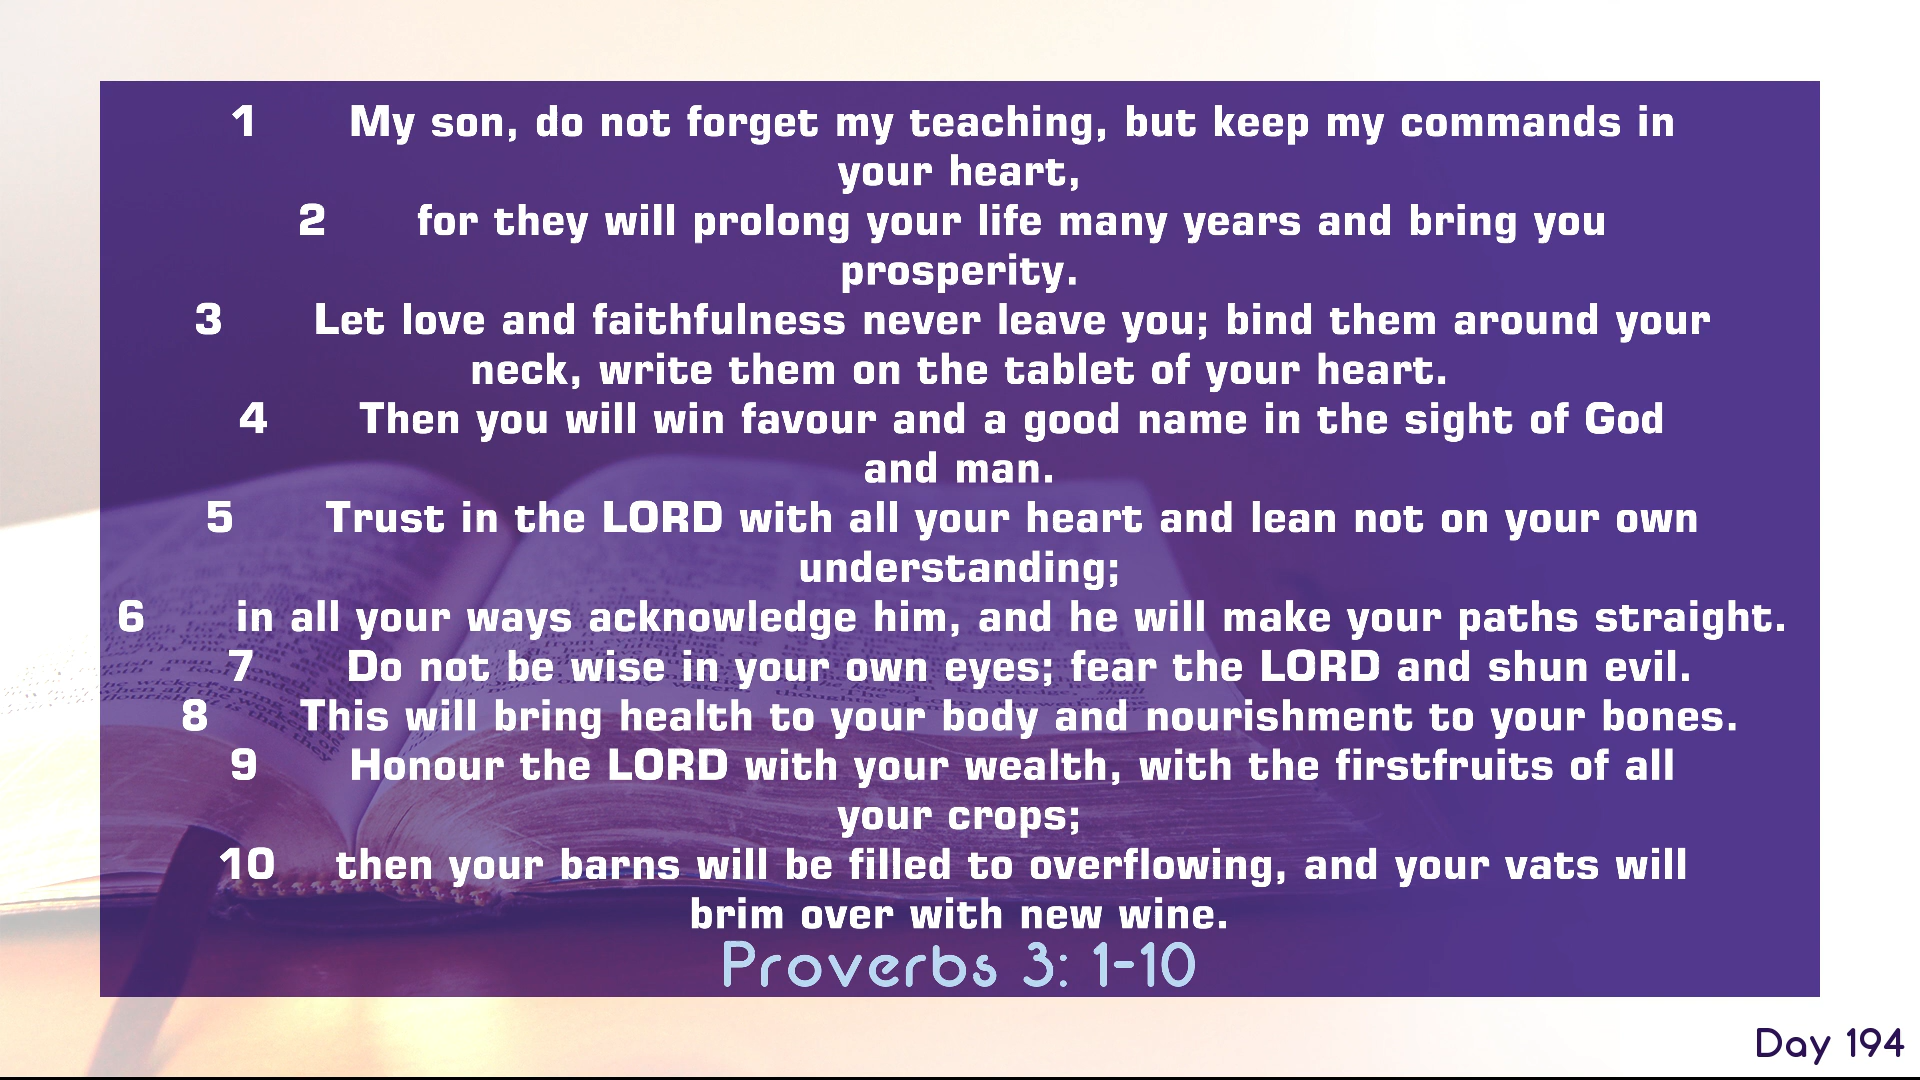 1 My son, do not forget my teaching, but keep my commands in
your heart,
2 for they will prolong your life many years and bring you
prosperity.
3 Let love and faithfulness never leave you; bind them around your
neck, write them on the tablet of your heart.
4 Then you will win favour and a good name in the sight of God
and man.
5 Trust in the LORD with all your heart and lean not on your own
understanding;
6 in all your ways acknowledge him, and he will make your paths straight.
7 Do not be wise in your own eyes; fear the LORD and shun evil.
8 This will bring health to your body and nourishment to your bones.
9 Honour the LORD with your wealth, with the firstfruits of all
your crops;
10 then your barns will be filled to overflowing, and your vats will
brim over with new wine.
Proverbs 3: 1-10
Day 194